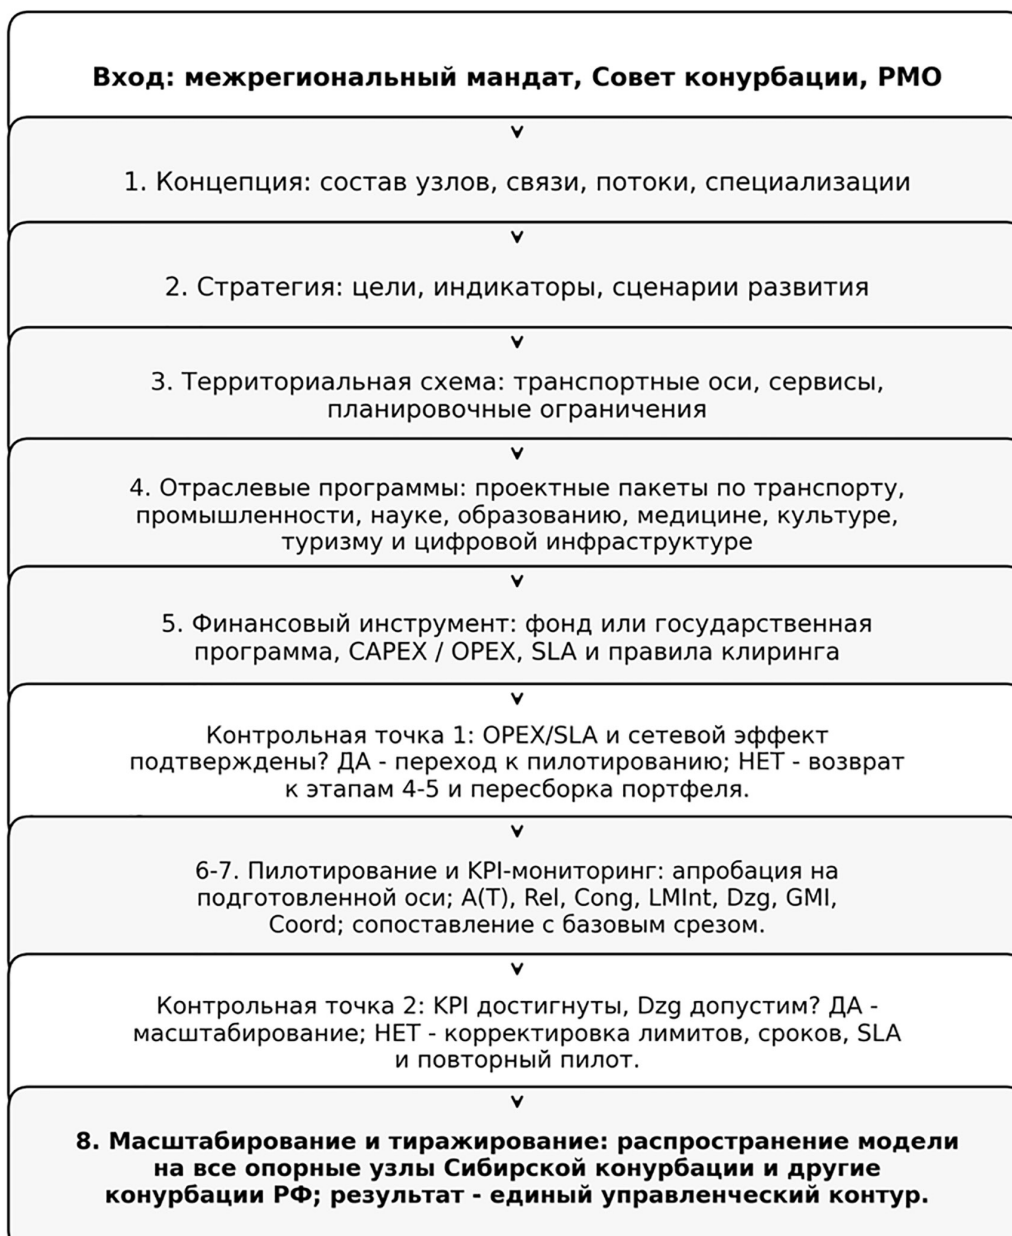 Вход: межрегиональный мандат, Совет конурбации, PMO
1. Концепция: состав узлов, связи, потоки, специализации
2. Стратегия: цели, индикаторы, сценарии развития
3. Территориальная схема: транспортные оси, сервисы,
планировочные ограничения
4. Отраслевые программы: проектные пакеты по транспорту,
промышленности, науке, образованию, медицине, культуре,
туризму и цифровой инфраструктуре
5. Финансовый инструмент: фонд или государственная
программа, CAPEX / OPEX, SLA и правила клиринга
Контрольная точка 1: OPEX/SLA и сетевой эффект
подтверждены? ДА - переход к пилотированию; НЕТ - возврат
к этапам 4-5 и пересборка портфеля.
6-7. Пилотирование и KPI-мониторинг: апробация на
подготовленной оси; A(T), Rel, Cong, LMInt, Dzg, GMI,
Coord; сопоставление с базовым срезом.
Контрольная точка 2: KPI достигнуты, Dzg допустим? ДА -
масштабирование; НЕТ - корректировка лимитов, сроков, SLA
и повторный пилот.
8. Масштабирование и тиражирование: распространение модели
на все опорные узлы Сибирской конурбации и другие
конурбации РФ; результат - единый управленческий контур.